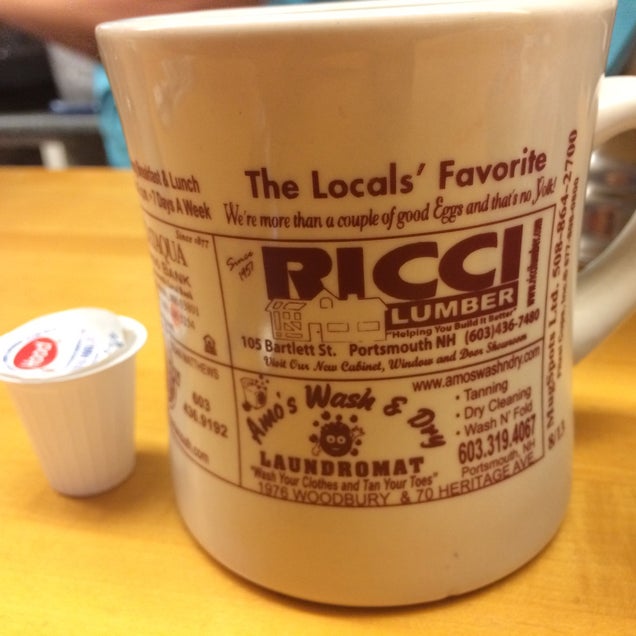 Breakfast & Lunch
7 Days A Week
The Locals' Favorite
We're more than a couple of good Eggs and that's no Yolk!
Since 1877
BANK
MATTHEWS
603
436.9192
.com
Since 1957
RICCI
LUMBER
"Helping You Build It Better"
105 Bartlett St. Portsmouth NH (603)436-7480
Visit Our New Cabinet, Window and Door Showroom
www.amoswashndry.com
Amo's Wash & Dry
LAUNDROMAT
"Wash Your Clothes and Tan Your Toes"
1976 WOODBURY & 70 HERITAGE AVE
· Tanning
· Dry Cleaning
· Wash N' Fold
603.319.4067
Portsmouth, NH
MugSpots Ltd. 508-864-2700
8/13